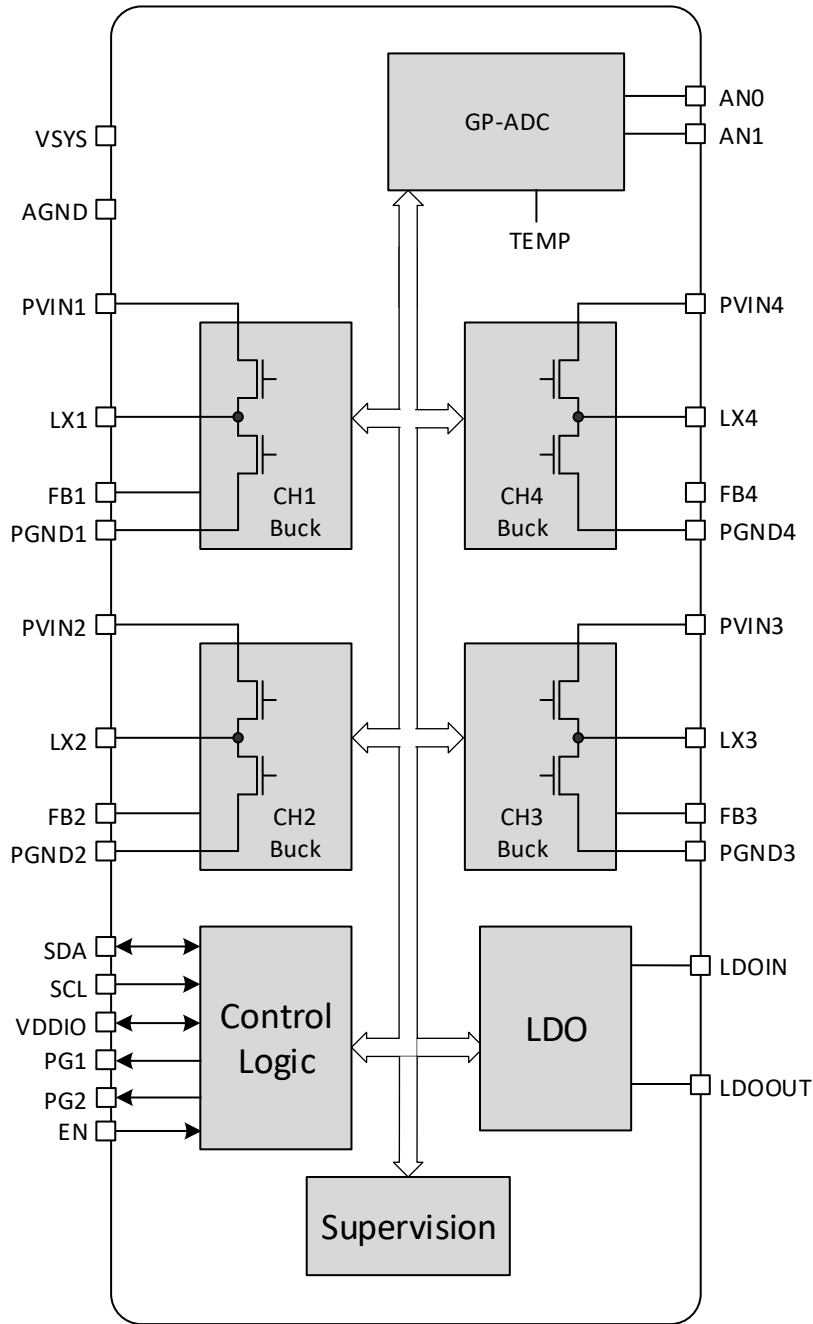 GP-ADC
AN0
AN1
VSYS
AGND
TEMP
PVIN1
PVIN4
LX1
LX4
FB1
CH1
Buck
CH4
Buck
FB4
PGND1
PGND4
PVIN2
PVIN3
LX2
LX3
FB2
CH2
Buck
CH3
Buck
FB3
PGND2
PGND3
SDA
SCL
VDDIO
PG1
PG2
EN
Control
Logic
LDO
LDOIN
LDOOUT
Supervision